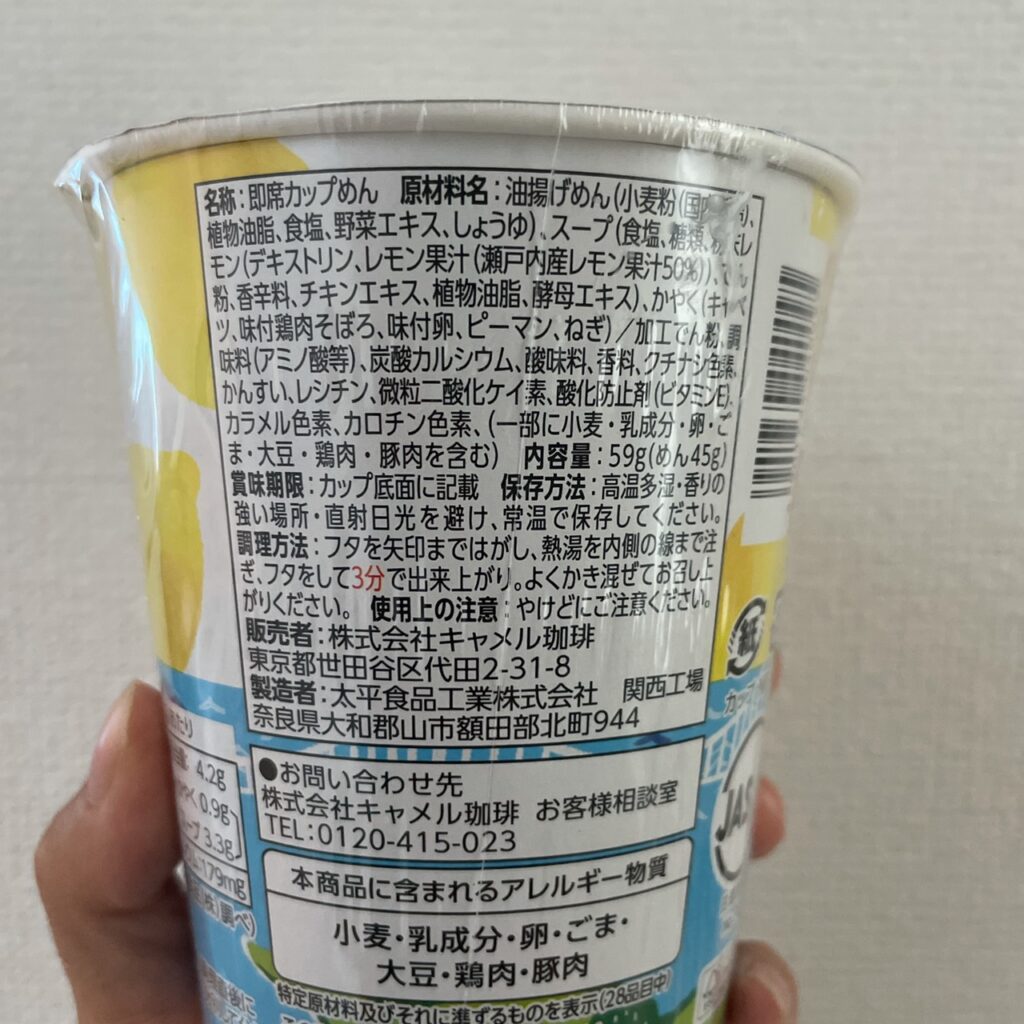 名称：即席カップめん 原材料名：油揚げめん(小麦粉(国内製造)、
植物油脂、食塩、野菜エキス、しょうゆ)、スープ(食塩、糖類、
モン(デキストリン、レモン果汁(瀬戸内産レモン果汁50%))、でん
粉、香辛料、チキンエキス、植物油脂、酵母エキス)、かやく(キャベ
ツ、味付鶏肉そぼろ、味付卵、ピーマン、ねぎ)／加工でん粉、調
味料(アミノ酸等)、炭酸カルシウム、酸味料、香料、クチナシ色素、
かんすい、レシチン、微粒二酸化ケイ素、酸化防止剤(ビタミンE)、
カラメル色素、カロチン色素、(一部に小麦・乳成分・卵・ご
ま・大豆・鶏肉・豚肉を含む) 内容量：59g(めん45g)
賞味期限：カップ底面に記載 保存方法：高温多湿・香りの
強い場所・直射日光を避け、常温で保存してください。
調理方法：フタを矢印まではがし、熱湯を内側の線まで注
ぎ、フタをして3分で出来上がり。よくかき混ぜてお召し上
がりください。 使用上の注意：やけどにご注意ください。
販売者：株式会社キャメル珈琲
東京都世田谷区代田2-31-8
製造者：太平食品工業株式会社 関西工場
奈良県大和郡山市額田部北町944
●お問い合わせ先
株式会社キャメル珈琲 お客様相談室
TEL：0120-415-023
本商品に含まれるアレルギー物質
小麦・乳成分・卵・ごま・
大豆・鶏肉・豚肉
特定原材料及びそれに準ずるものを表示(28品目中)
4.2g
0.9g
3.3g
179mg
調べ)
紙
カップ
JAS